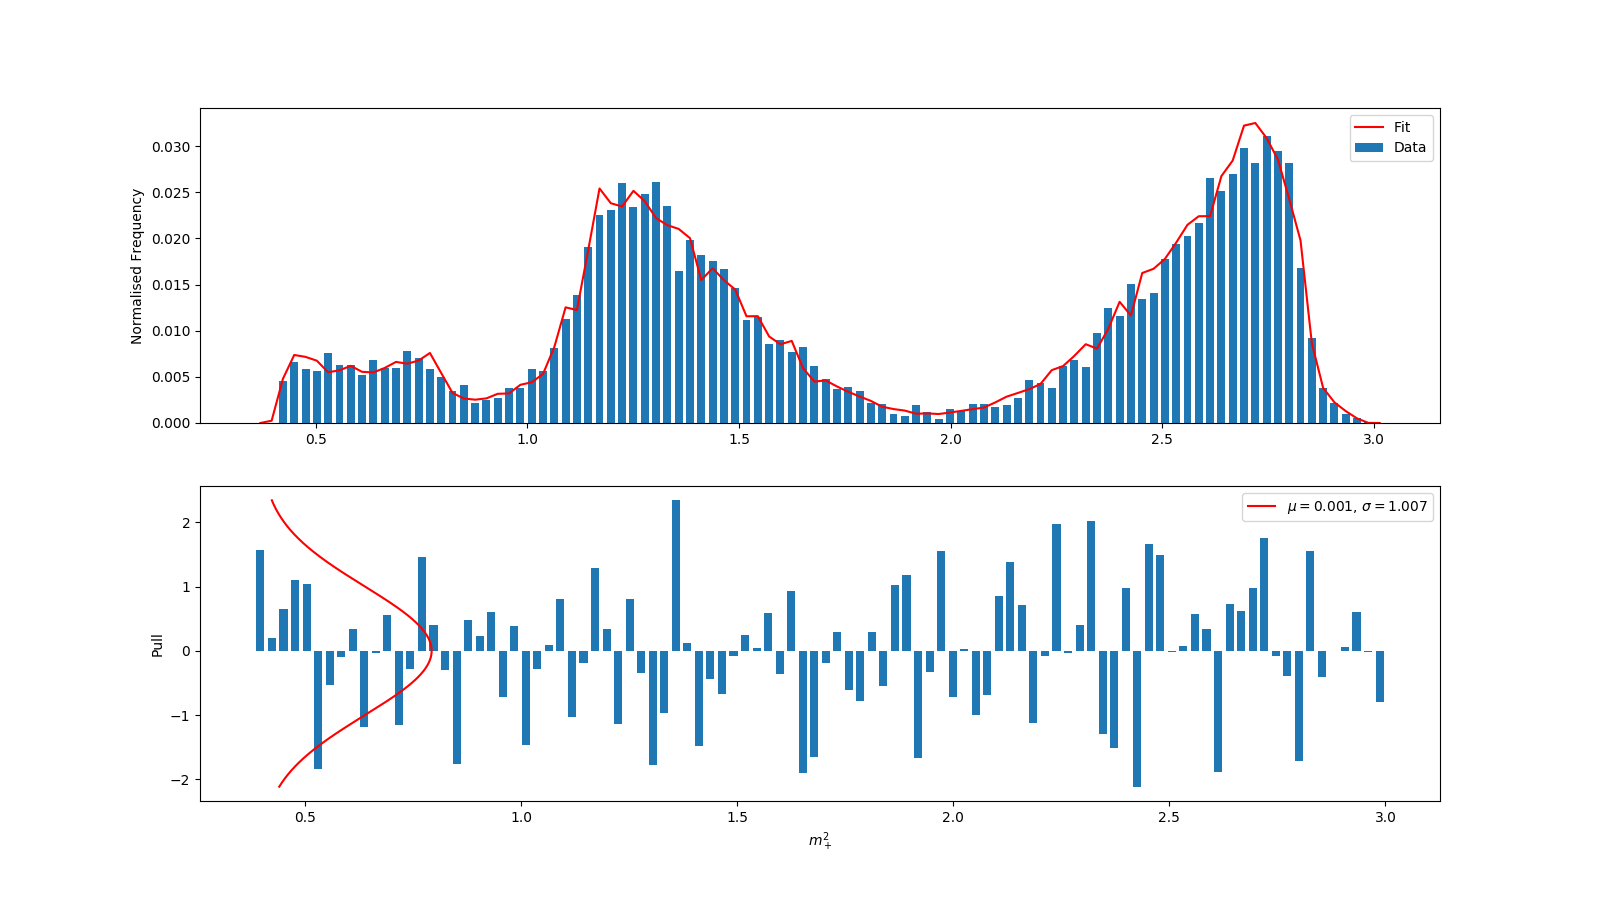 Fit
Data
Normalised Frequency
0.030
0.025
0.020
0.015
0.010
0.005
0.000
0.5 1.0 1.5 2.0 2.5 3.0
μ = 0.001, σ = 1.007
Pull
2
1
0
−1
−2
0.5 1.0 1.5 2.0 2.5 3.0
m²₊